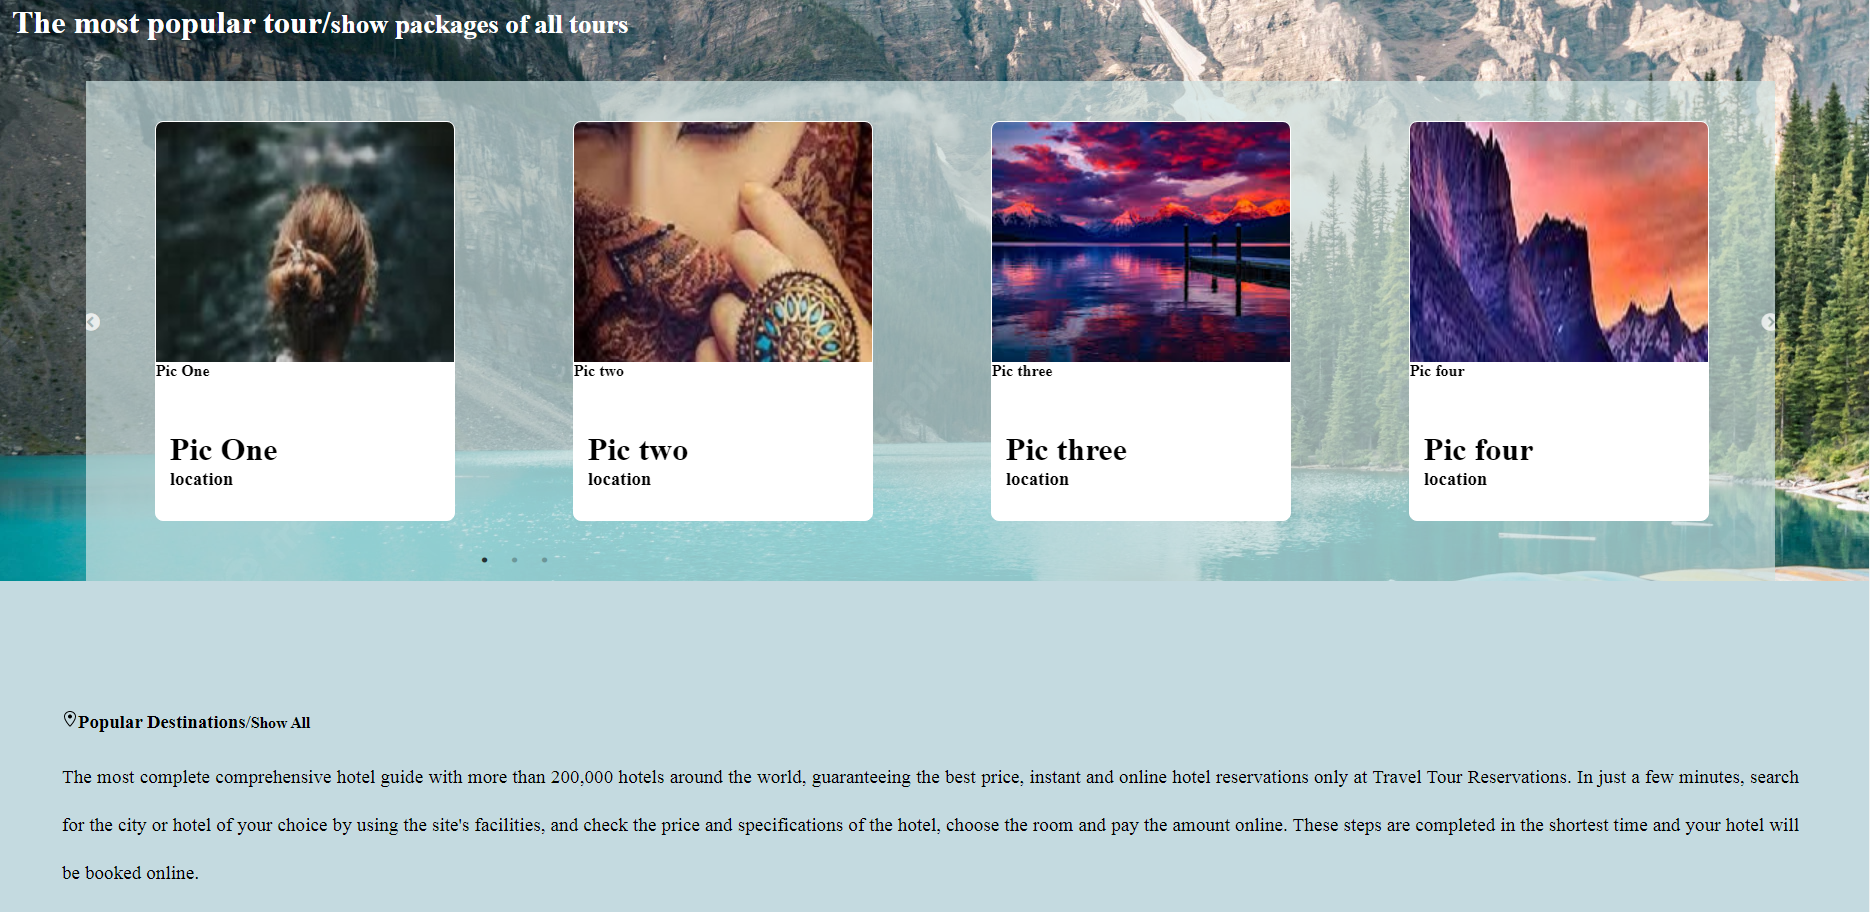 The most popular tour/show packages of all tours
Pic One
Pic two
Pic three
Pic four
Pic One
location
Pic two
location
Pic three
location
Pic four
location
Popular Destinations/Show All
The most complete comprehensive hotel guide with more than 200,000 hotels around the world, guaranteeing the best price, instant and online hotel reservations only at Travel Tour Reservations. In just a few minutes, search
for the city or hotel of your choice by using the site's facilities, and check the price and specifications of the hotel, choose the room and pay the amount online. These steps are completed in the shortest time and your hotel will
be booked online.